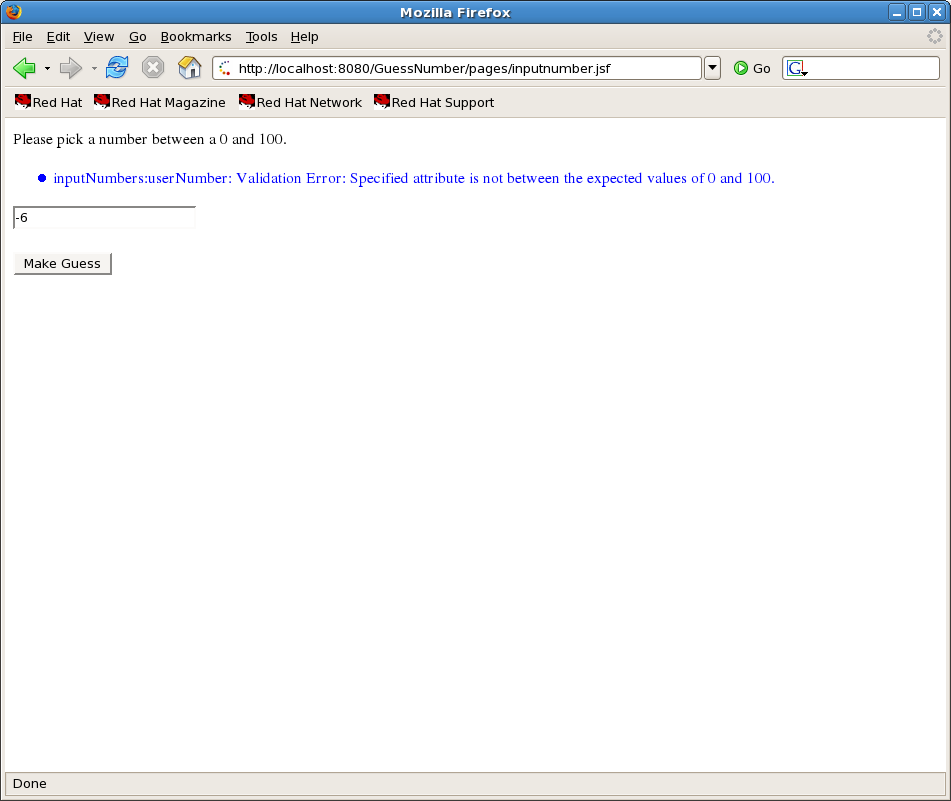 Mozilla Firefox
File Edit View Go Bookmarks Tools Help
http://localhost:8080/GuessNumber/pages/inputnumber.jsf Go G
Red Hat Red Hat Magazine Red Hat Network Red Hat Support
Please pick a number between a 0 and 100.
inputNumbers:userNumber: Validation Error: Specified attribute is not between the expected values of 0 and 100.
-6
Make Guess
Done